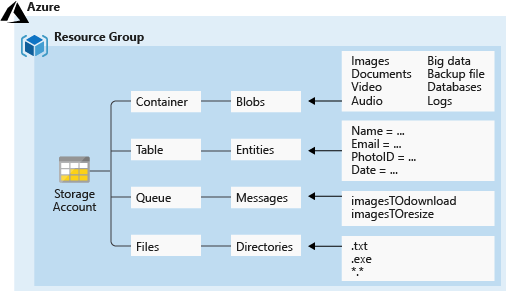 Azure
Resource Group
Storage
Account
Container
Blobs
Images Big data
Documents Backup file
Video Databases
Audio Logs
Table
Entities
Name = ...
Email = ...
PhotoID = ...
Date = ...
Queue
Messages
imagesTOdownload
imagesTOresize
Files
Directories
.txt
.exe
*.*